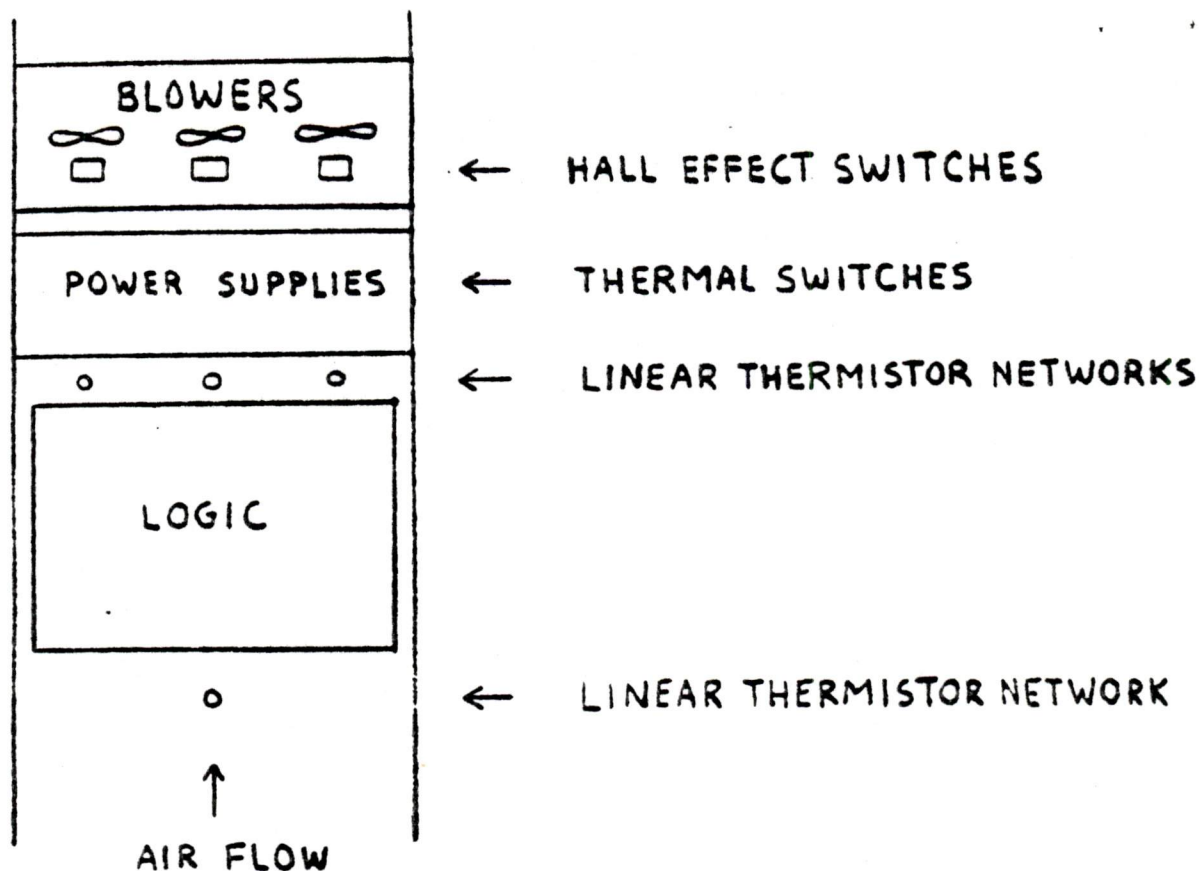 BLOWERS
HALL EFFECT SWITCHES
POWER SUPPLIES
THERMAL SWITCHES
LINEAR THERMISTOR NETWORKS
LOGIC
LINEAR THERMISTOR NETWORK
AIR FLOW